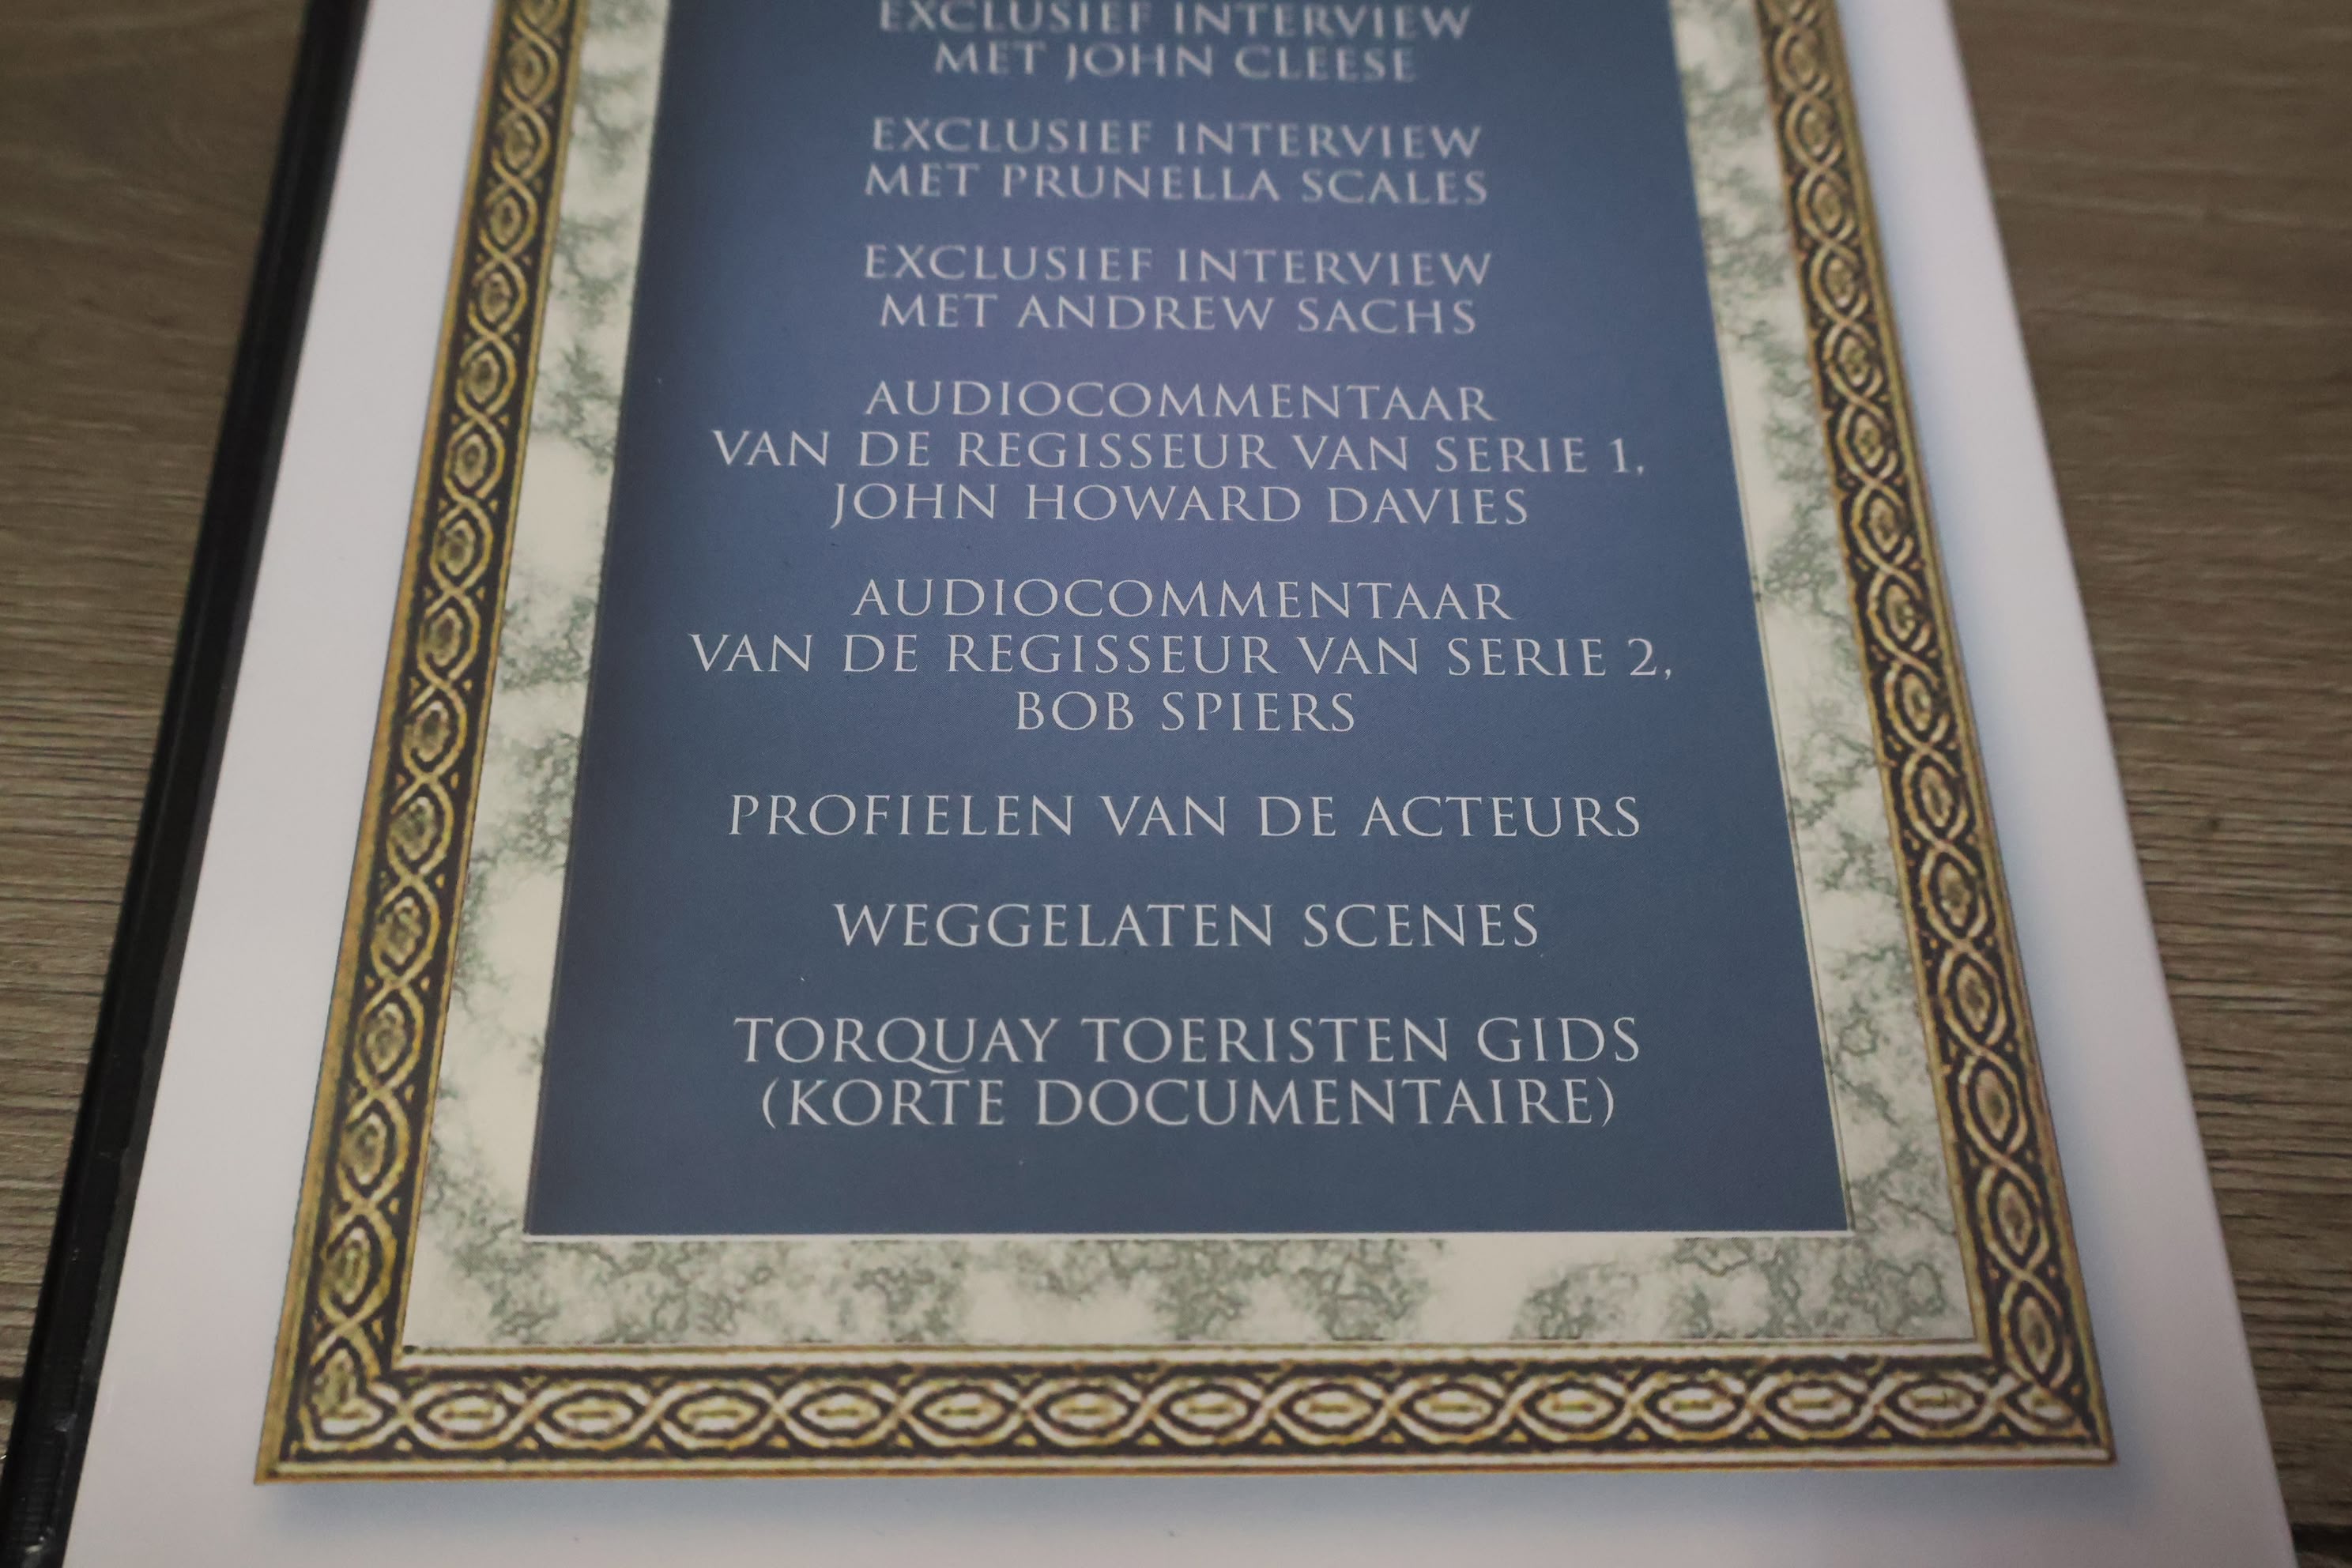 EXCLUSIEF INTERVIEW
MET JOHN CLEESE
EXCLUSIEF INTERVIEW
MET PRUNELLA SCALES
EXCLUSIEF INTERVIEW
MET ANDREW SACHS
AUDIOCOMMENTAAR
VAN DE REGISSEUR VAN SERIE 1,
JOHN HOWARD DAVIES
AUDIOCOMMENTAAR
VAN DE REGISSEUR VAN SERIE 2,
BOB SPIERS
PROFIELEN VAN DE ACTEURS
WEGGELATEN SCENES
TORQUAY TOERISTEN GIDS
(KORTE DOCUMENTAIRE)